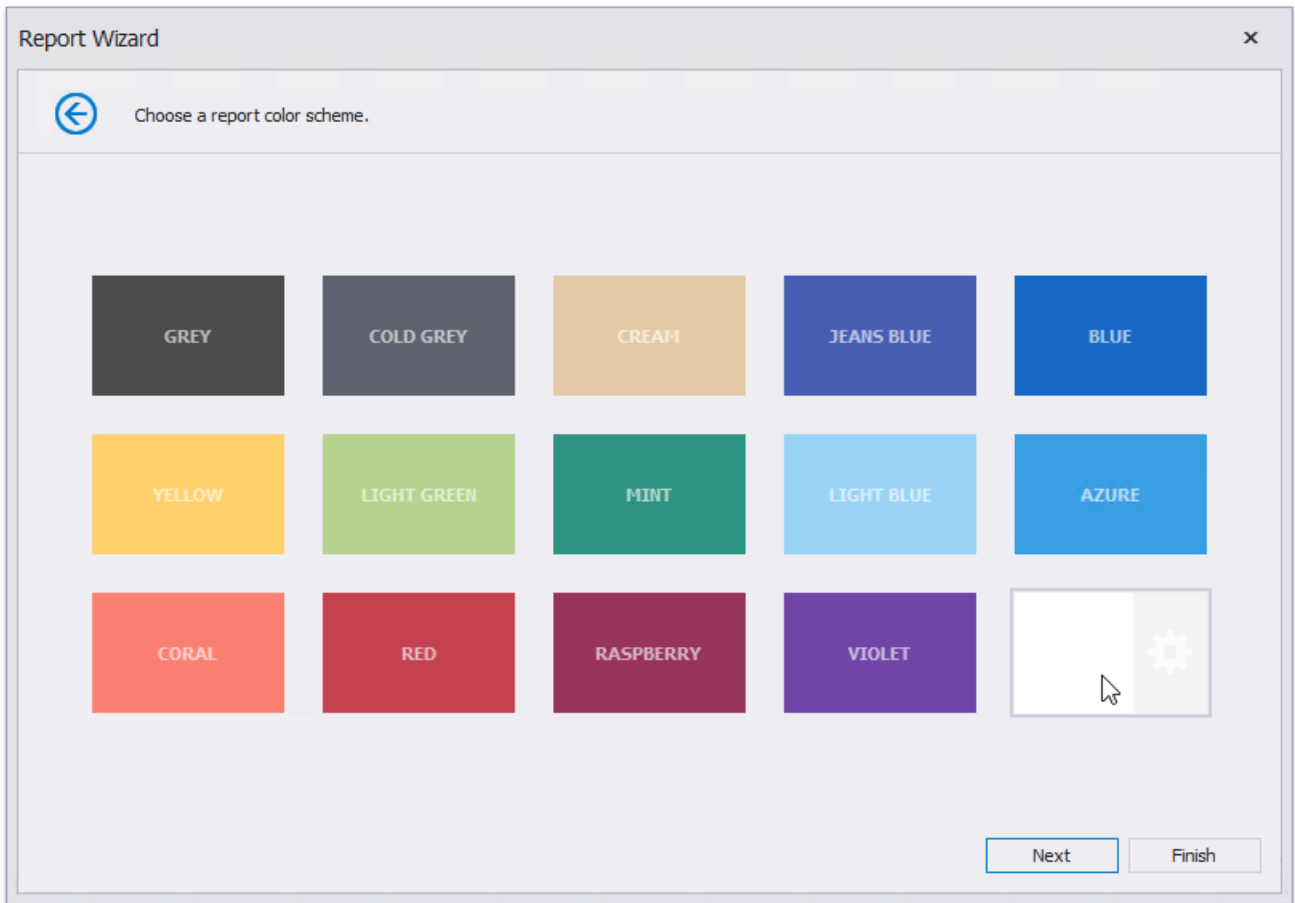 Report Wizard
Choose a report color scheme.
GREY
COLD GREY
CREAM
JEANS BLUE
BLUE
YELLOW
LIGHT GREEN
MINT
LIGHT BLUE
AZURE
CORAL
RED
RASPBERRY
VIOLET
Next
Finish